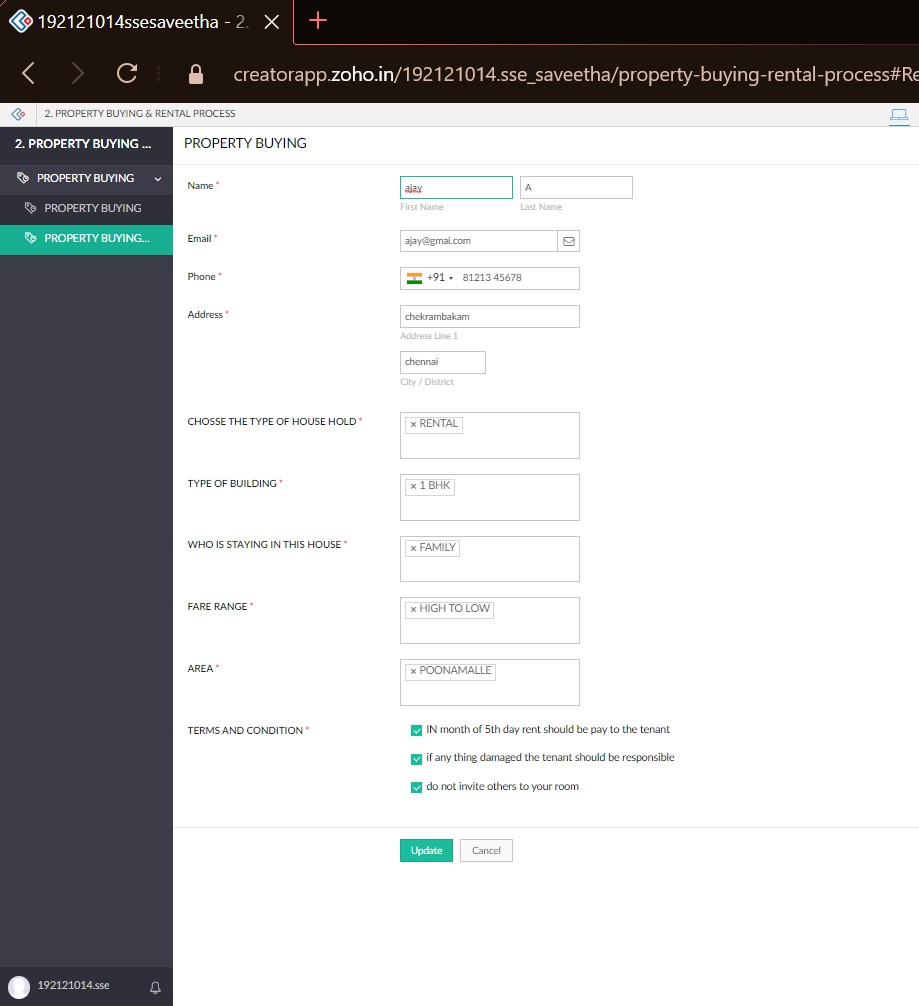 192121014ssesaveetha - 2.
creatorapp.zoho.in/192121014.sse_saveetha/property-buying-rental-process#Re
2. PROPERTY BUYING & RENTAL PROCESS
2. PROPERTY BUYING ...
PROPERTY BUYING
PROPERTY BUYING
PROPERTY BUYING
PROPERTY BUYING...
Name *
ajay
A
First Name
Last Name
Email *
ajay@gmai.com
Phone *
+91
81213 45678
Address *
chekrambakam
Address Line 1
chennai
City / District
CHOSSE THE TYPE OF HOUSE HOLD *
× RENTAL
TYPE OF BUILDING *
× 1 BHK
WHO IS STAYING IN THIS HOUSE *
× FAMILY
FARE RANGE *
× HIGH TO LOW
AREA *
× POONAMALLE
TERMS AND CONDITION *
IN month of 5th day rent should be pay to the tenant
if any thing damaged the tenant should be responsible
do not invite others to your room
Update
Cancel
192121014.sse